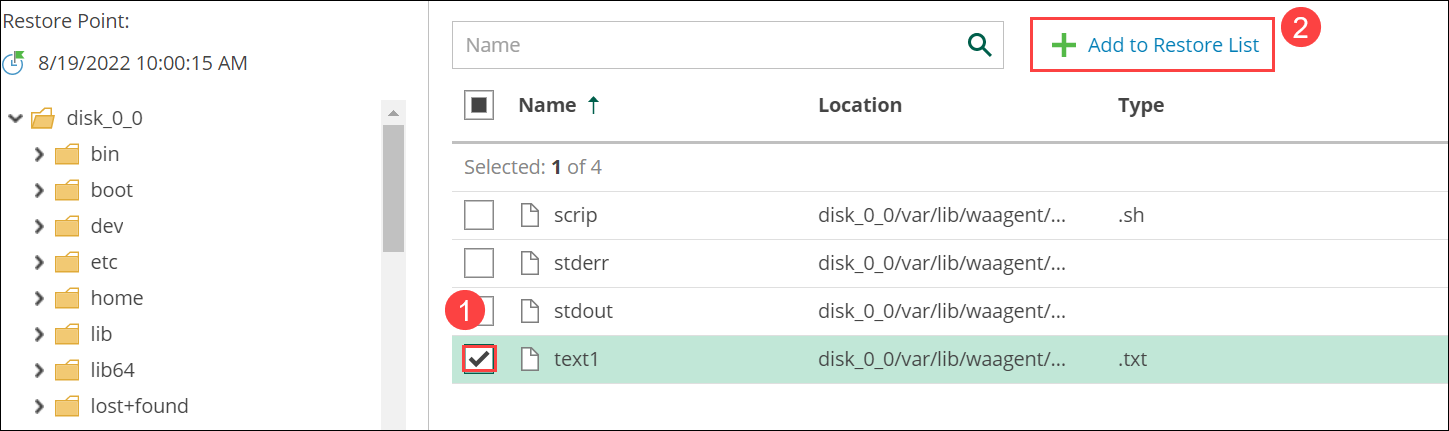 Restore Point:
8/19/2022 10:00:15 AM
disk_0_0
bin
boot
dev
etc
home
lib
lib64
lost+found
Name
Add to Restore List
2
Name Location Type
Selected: 1 of 4
scrip disk_0_0/var/lib/waagent/... .sh
stderr disk_0_0/var/lib/waagent/...
1
stdout disk_0_0/var/lib/waagent/...
text1 disk_0_0/var/lib/waagent/... .txt